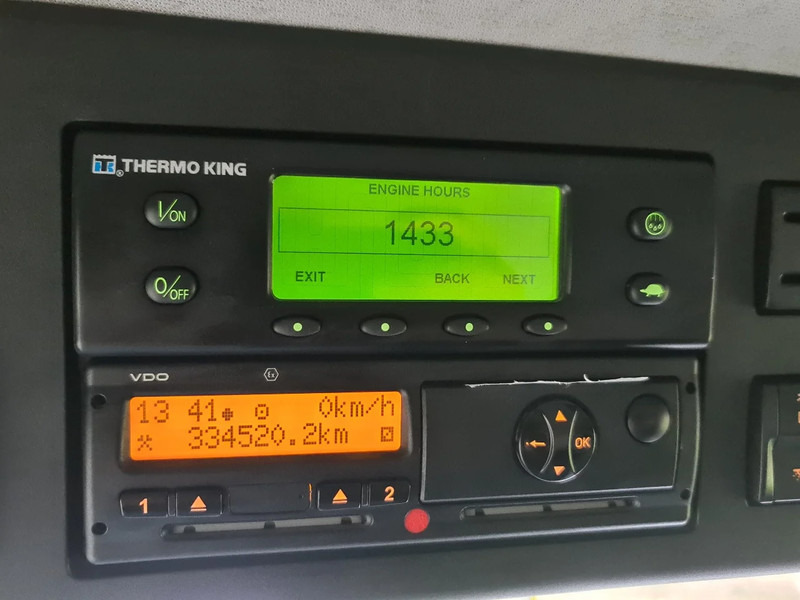 THERMO KING
ENGINE HOURS
1433
EXIT BACK NEXT
I/ON
O/OFF
VDO
Ex
13 41 0km/h
334520.2km
1 2
OK